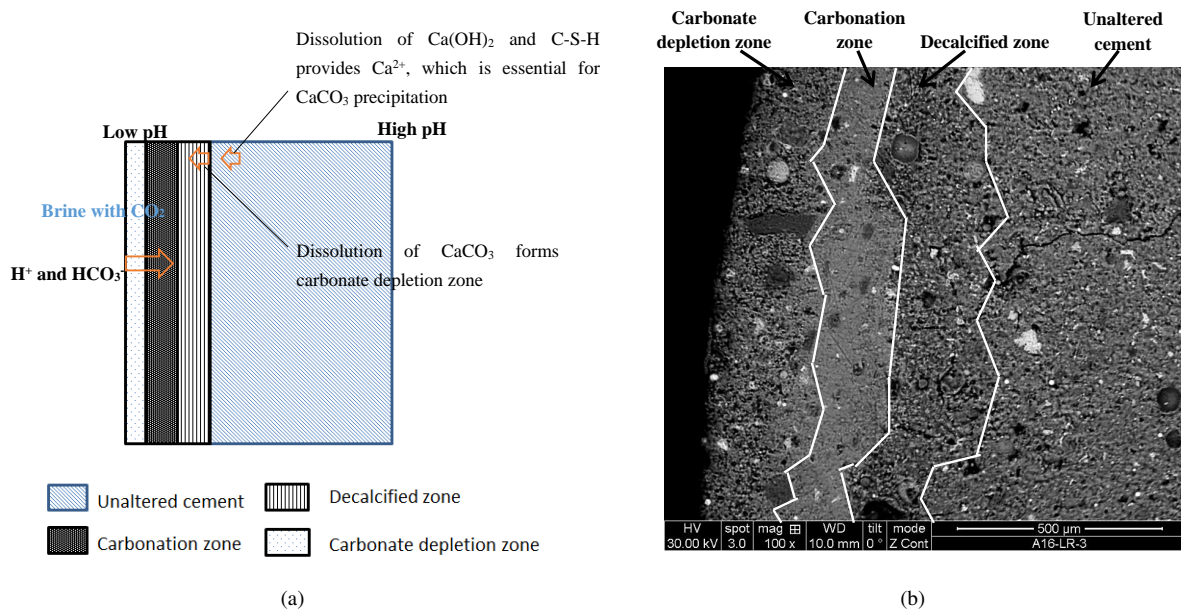 Dissolution of Ca(OH)₂ and C-S-H
provides Ca²⁺, which is essential for
CaCO₃ precipitation
Low pH
High pH
Brine with CO₂
H⁺ and HCO₃⁻
Dissolution of CaCO₃ forms
carbonate depletion zone
Unaltered cement
Decalcified zone
Carbonation zone
Carbonate depletion zone
(a)
Carbonate
depletion zone
Carbonation
zone
Decalcified zone
Unaltered
cement
HV spot mag WD tilt mode
30.00 kV 3.0 100 x 10.0 mm 0 ° Z Cont
500 µm
A16-LR-3
(b)